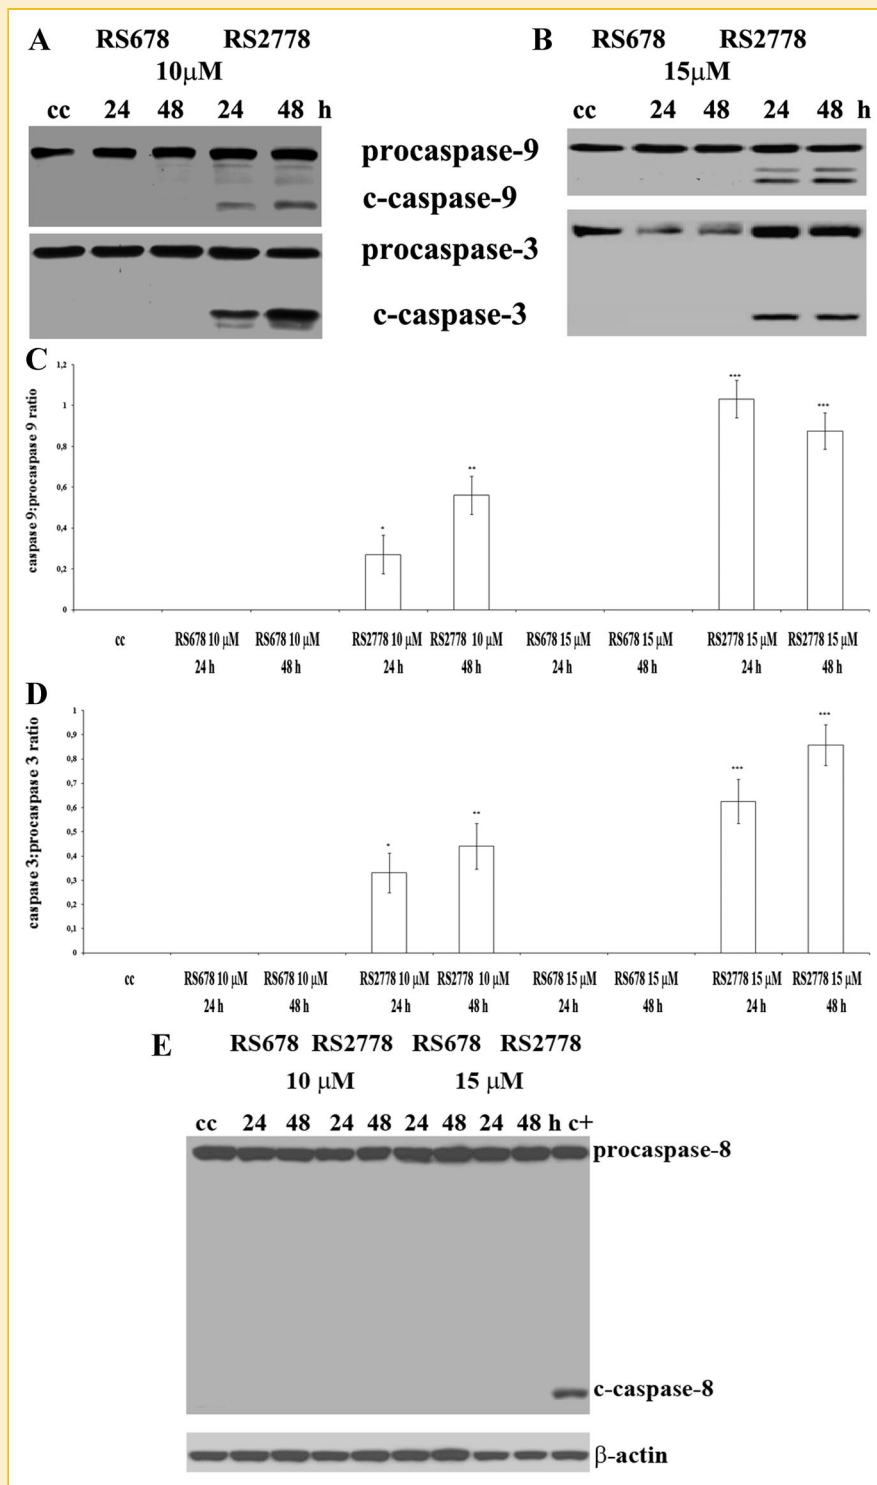 A RS678 RS2778
10µM
cc 24 48 24 48 h
B RS678 RS2778
15µM
cc 24 48 24 48 h
procaspase-9
c-caspase-9
procaspase-3
c-caspase-3
C
caspase 9:procaspase 9 ratio
1,2
1
0,8
0,6
0,4
0,2
0
*
**
***
***
cc RS678 10 µM RS678 10 µM RS2778 10 µM RS2778 10 µM RS678 15 µM RS678 15 µM RS2778 15 µM RS2778 15 µM
24 h 48 h 24 h 48 h 24 h 48 h 24 h 48 h
D
caspase 3:procaspase 3 ratio
1
0,9
0,8
0,7
0,6
0,5
0,4
0,3
0,2
0,1
0
*
**
***
***
cc RS678 10 µM RS678 10 µM RS2778 10 µM RS2778 10 µM RS678 15 µM RS678 15 µM RS2778 15 µM RS2778 15 µM
24 h 48 h 24 h 48 h 24 h 48 h 24 h 48 h
E RS678 RS2778 RS678 RS2778
10 µM 15 µM
cc 24 48 24 48 24 48 24 48 h c+
procaspase-8
c-caspase-8
β-actin